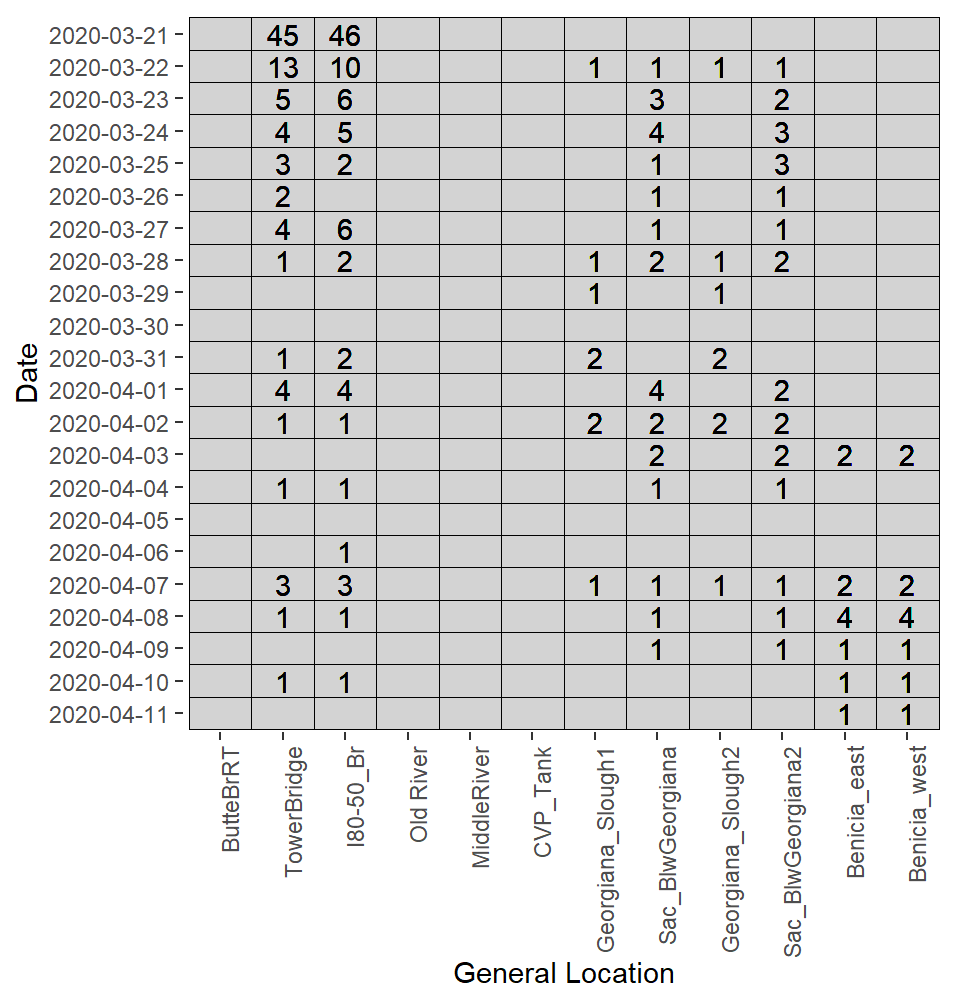 2020-03-21 45 46
2020-03-22 13 10 1 1 1 1
2020-03-23 5 6 3 2
2020-03-24 4 5 4 3
2020-03-25 3 2 1 3
2020-03-26 2 1 1
2020-03-27 4 6 1 1
2020-03-28 1 2 1 2 1 2
2020-03-29 1 1
2020-03-30
2020-03-31 1 2 2 2
2020-04-01 4 4 4 2
2020-04-02 1 1 2 2 2 2
2020-04-03 2 2 2 2
2020-04-04 1 1 1 1
2020-04-05
2020-04-06 1
2020-04-07 3 3 1 1 1 1 2 2
2020-04-08 1 1 1 1 4 4
2020-04-09 1 1 1 1
2020-04-10 1 1 1 1
2020-04-11 1 1
Date
ButteBrRT
TowerBridge
I80-50_Br
Old River
MiddleRiver
CVP_Tank
Georgiana_Slough1
Sac_BlwGeorgiana
Georgiana_Slough2
Sac_BlwGeorgiana2
Benicia_east
Benicia_west
General Location